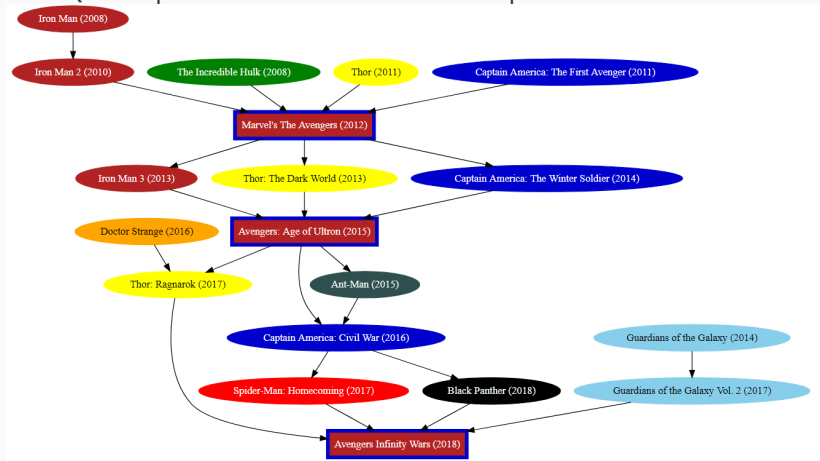 Iron Man (2008)
Iron Man 2 (2010)
The Incredible Hulk (2008)
Thor (2011)
Captain America: The First Avenger (2011)
Marvel's The Avengers (2012)
Iron Man 3 (2013)
Thor: The Dark World (2013)
Captain America: The Winter Soldier (2014)
Doctor Strange (2016)
Avengers: Age of Ultron (2015)
Thor: Ragnarok (2017)
Ant-Man (2015)
Captain America: Civil War (2016)
Guardians of the Galaxy (2014)
Spider-Man: Homecoming (2017)
Black Panther (2018)
Guardians of the Galaxy Vol. 2 (2017)
Avengers Infinity Wars (2018)